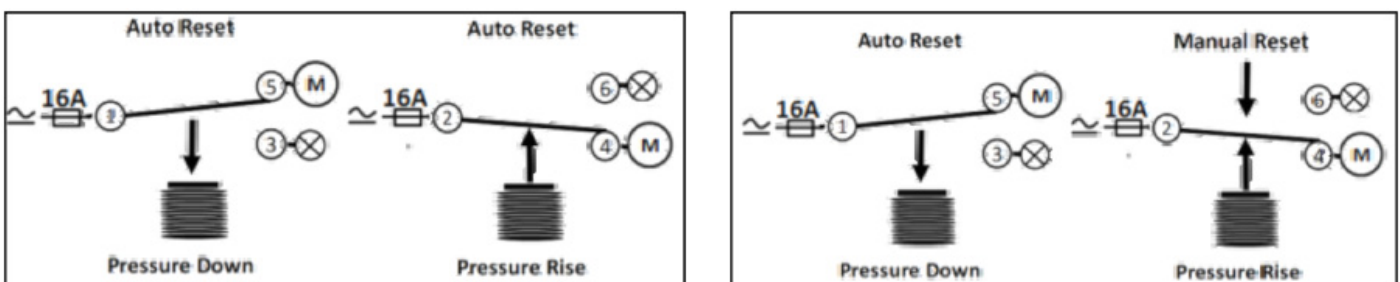 Auto Reset
Auto Reset
16A
5
M
3
Pressure Down
16A
2
6
4
M
Pressure Rise
Auto Reset
Manual Reset
16A
1
5
M
3
Pressure Down
16A
2
6
4
M
Pressure Rise